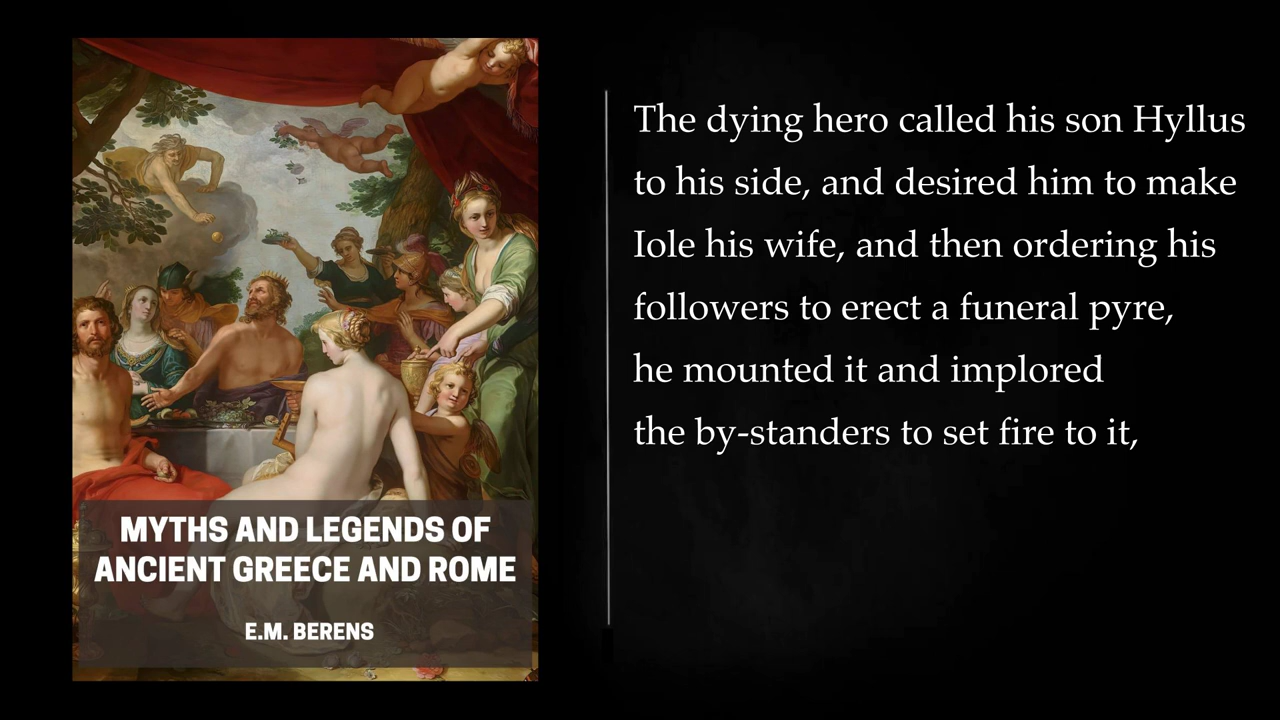 MYTHS AND LEGENDS OF
ANCIENT GREECE AND ROME
E.M. BERENS
The dying hero called his son Hyllus
to his side, and desired him to make
Iole his wife, and then ordering his
followers to erect a funeral pyre,
he mounted it and implored
the by-standers to set fire to it,